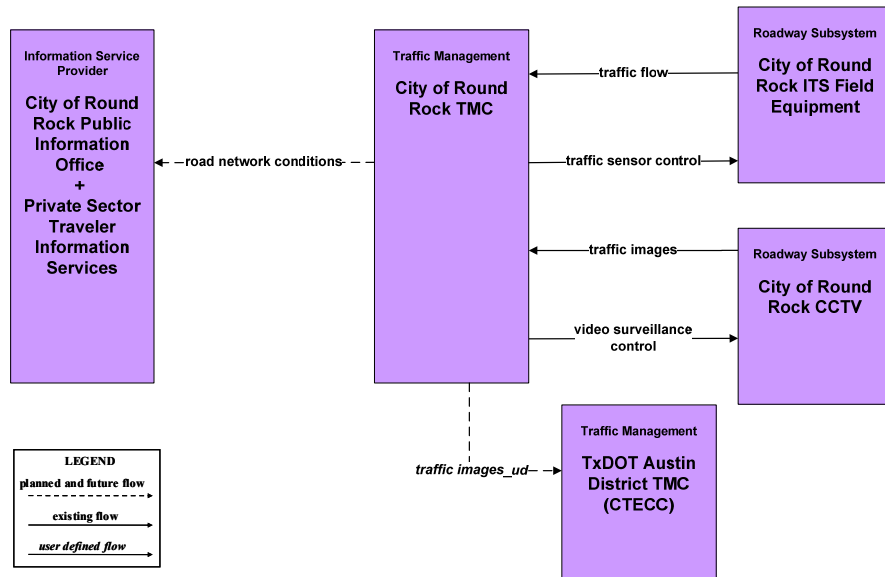 Information Service
Provider
City of Round
Rock Public
Information
Office
+
Private Sector
Traveler
Information
Services
road network conditions
Traffic Management
City of Round
Rock TMC
traffic flow
traffic sensor control
traffic images
video surveillance
control
Roadway Subsystem
City of Round
Rock ITS Field
Equipment
Roadway Subsystem
City of Round
Rock CCTV
traffic images_ud
Traffic Management
TxDOT Austin
District TMC
(CTECC)
LEGEND
planned and future flow
existing flow
user defined flow